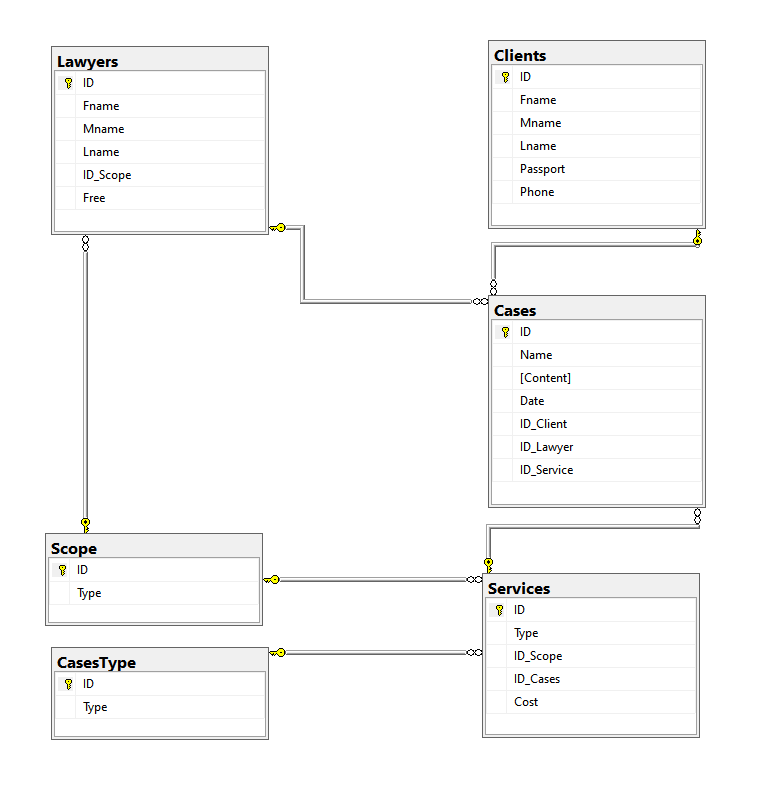 Lawyers
ID
Fname
Mname
Lname
ID_Scope
Free
Clients
ID
Fname
Mname
Lname
Passport
Phone
Cases
ID
Name
[Content]
Date
ID_Client
ID_Lawyer
ID_Service
Scope
ID
Type
Services
ID
Type
ID_Scope
ID_Cases
Cost
CasesType
ID
Type